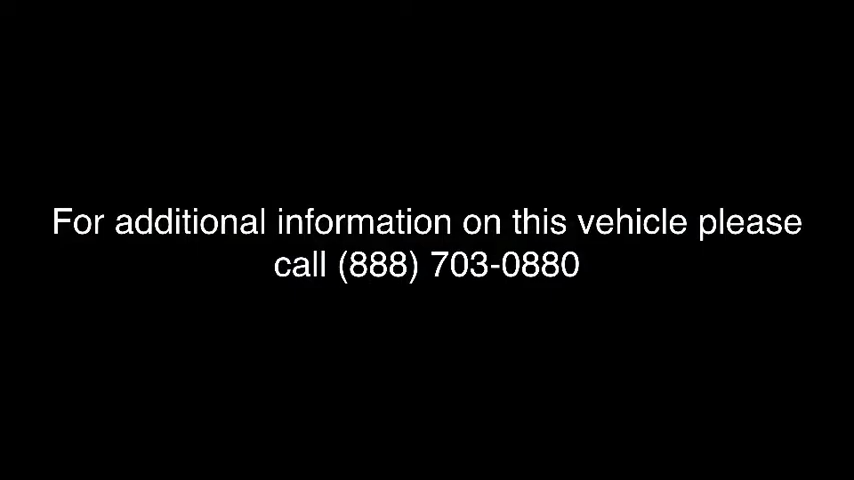 For additional information on this vehicle please
call (888) 703-0880